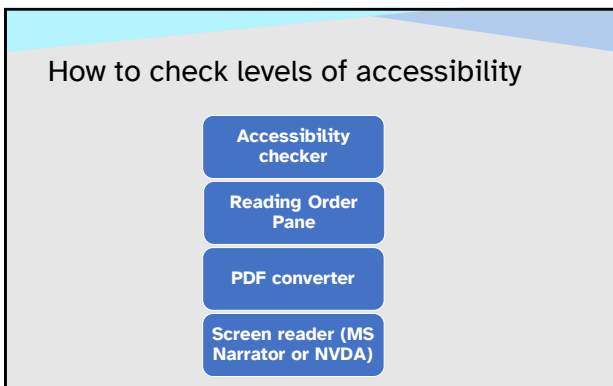 How to check levels of accessibility
Accessibility
checker
Reading Order
Pane
PDF converter
Screen reader (MS
Narrator or NVDA)